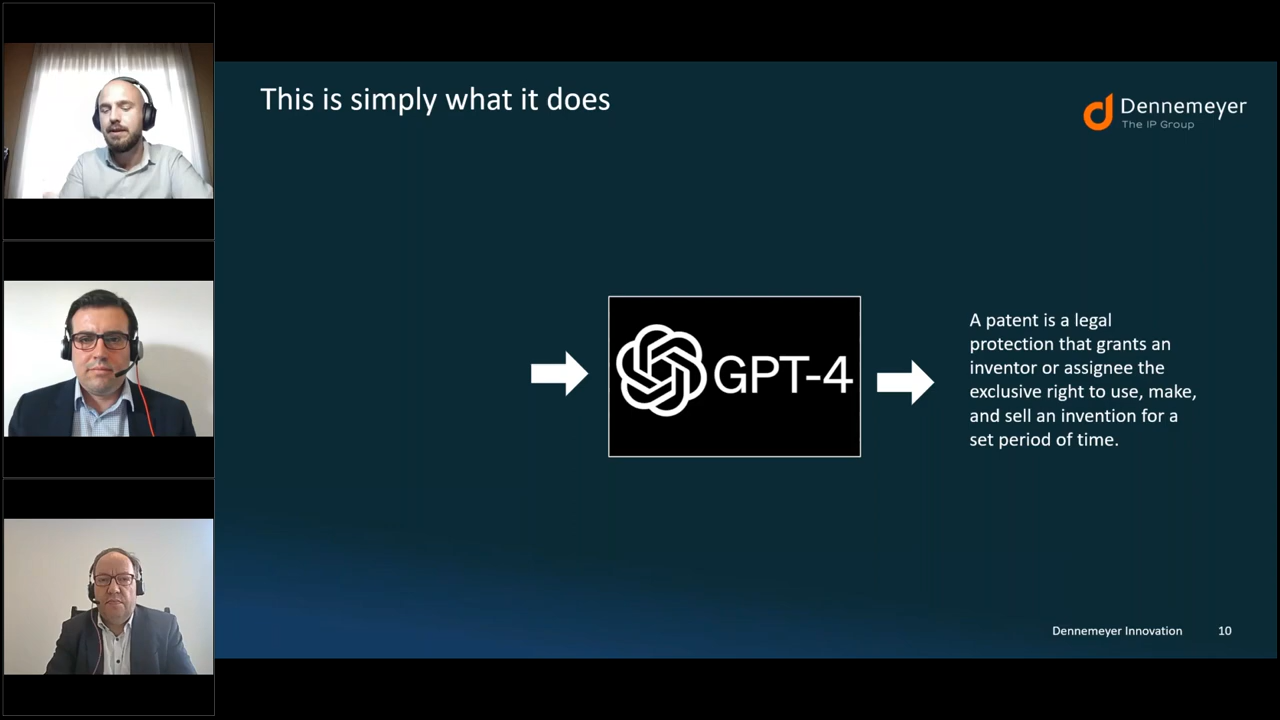 This is simply what it does
Dennemeyer
The IP Group
GPT-4
A patent is a legal
protection that grants an
inventor or assignee the
exclusive right to use, make,
and sell an invention for a
set period of time.
Dennemeyer Innovation 10